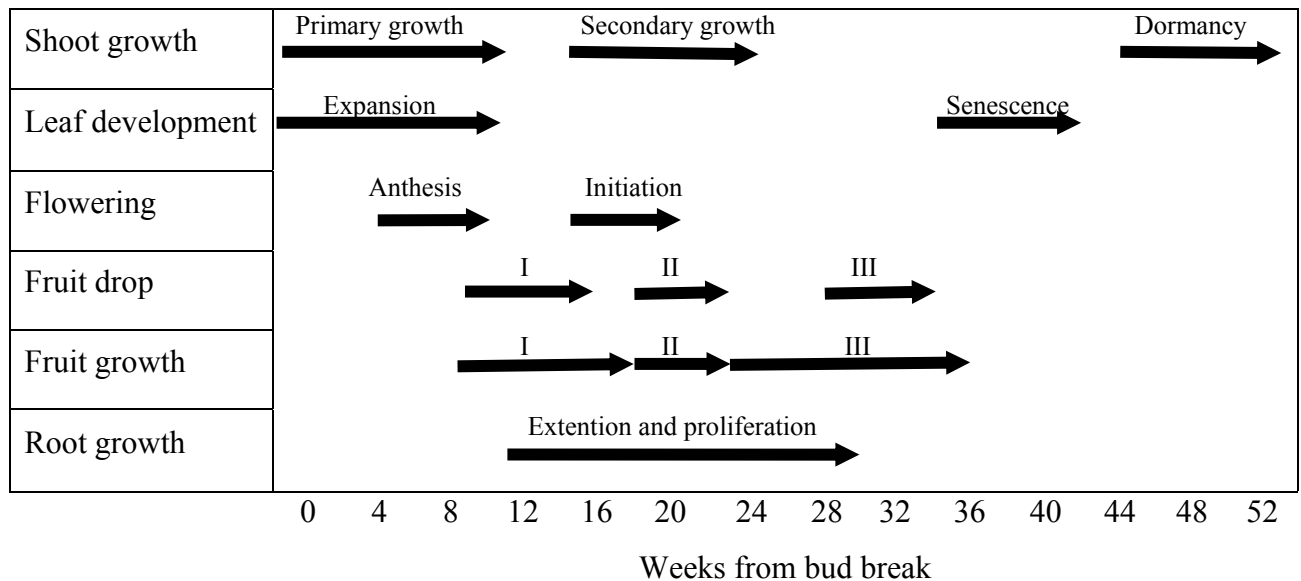 Shoot growth
Primary growth
Secondary growth
Dormancy
Leaf development
Expansion
Senescence
Flowering
Anthesis
Initiation
Fruit drop
I
II
III
Fruit growth
I
II
III
Root growth
Extention and proliferation
0 4 8 12 16 20 24 28 32 36 40 44 48 52
Weeks from bud break